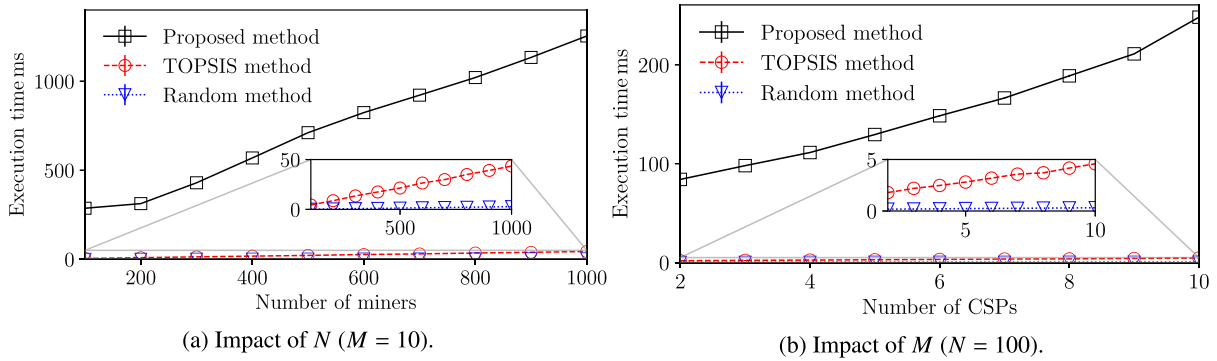 Proposed method
TOPSIS method
Random method
Execution time ms
1000
500
0
50
0
500
1000
200
400
600
800
1000
Number of miners
(a) Impact of N (M = 10).
Proposed method
TOPSIS method
Random method
Execution time ms
200
100
0
5
0
5
10
2
4
6
8
10
Number of CSPs
(b) Impact of M (N = 100).